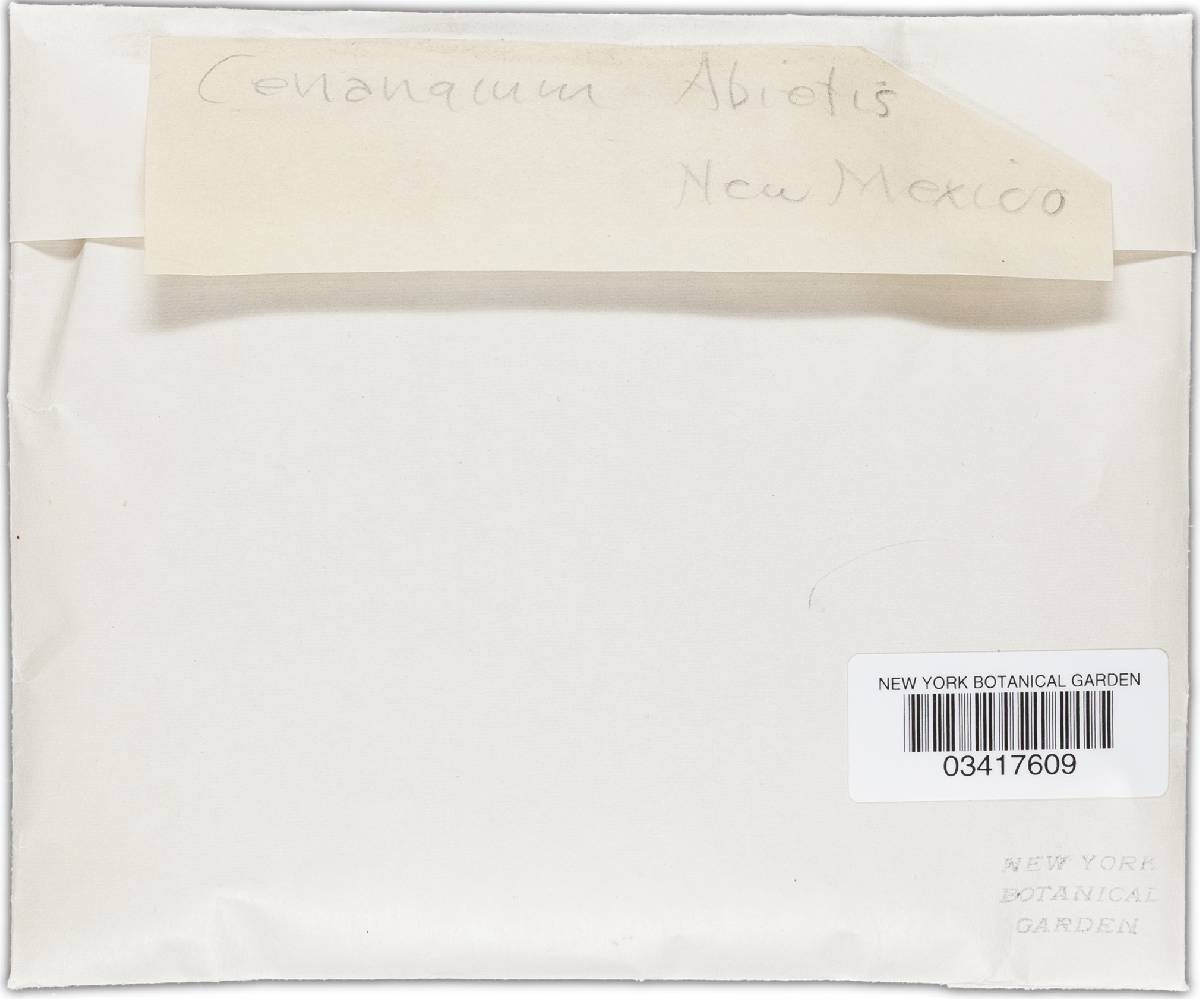 Cenangium Abietis
New Mexico
NEW YORK BOTANICAL GARDEN
03417609
NEW YORK
BOTANICAL
GARDEN